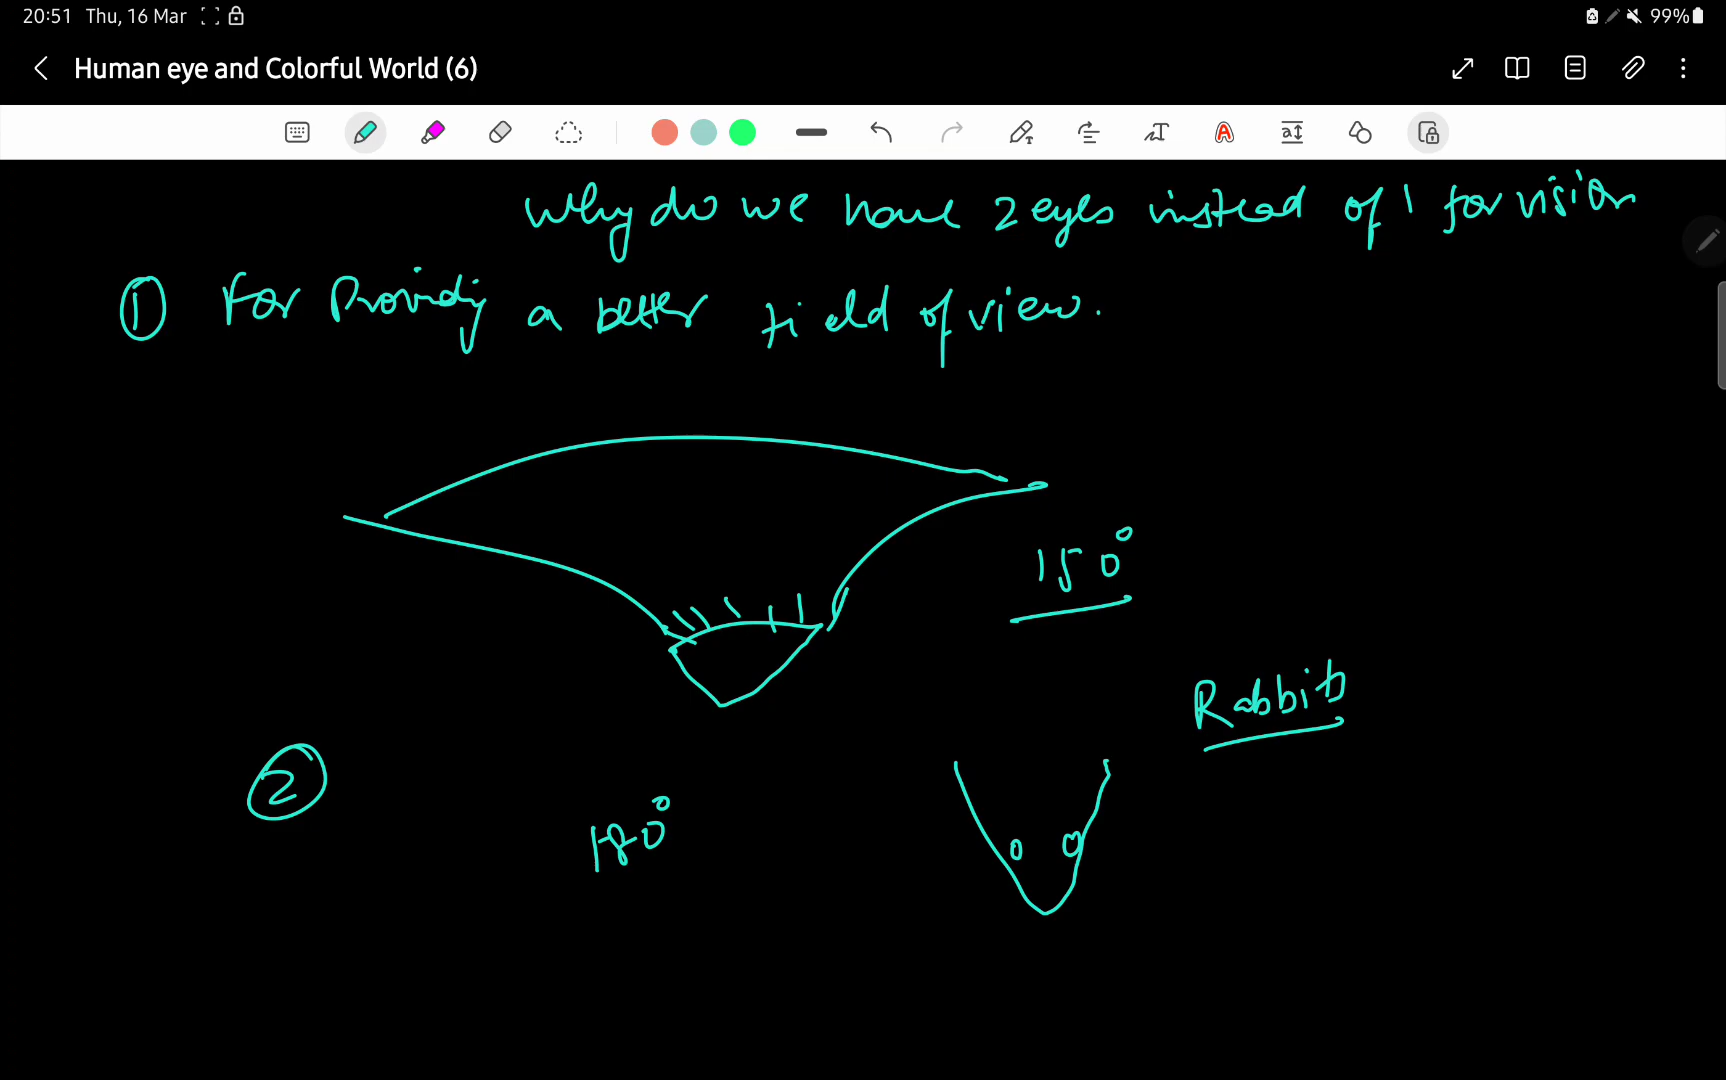 20:51 Thu, 16 Mar 99%
Human eye and Colorful World (6)
why do we have 2 eyes instead of 1 for vision
① For Providing a better field of view.
150°
Rabbits
②
180°